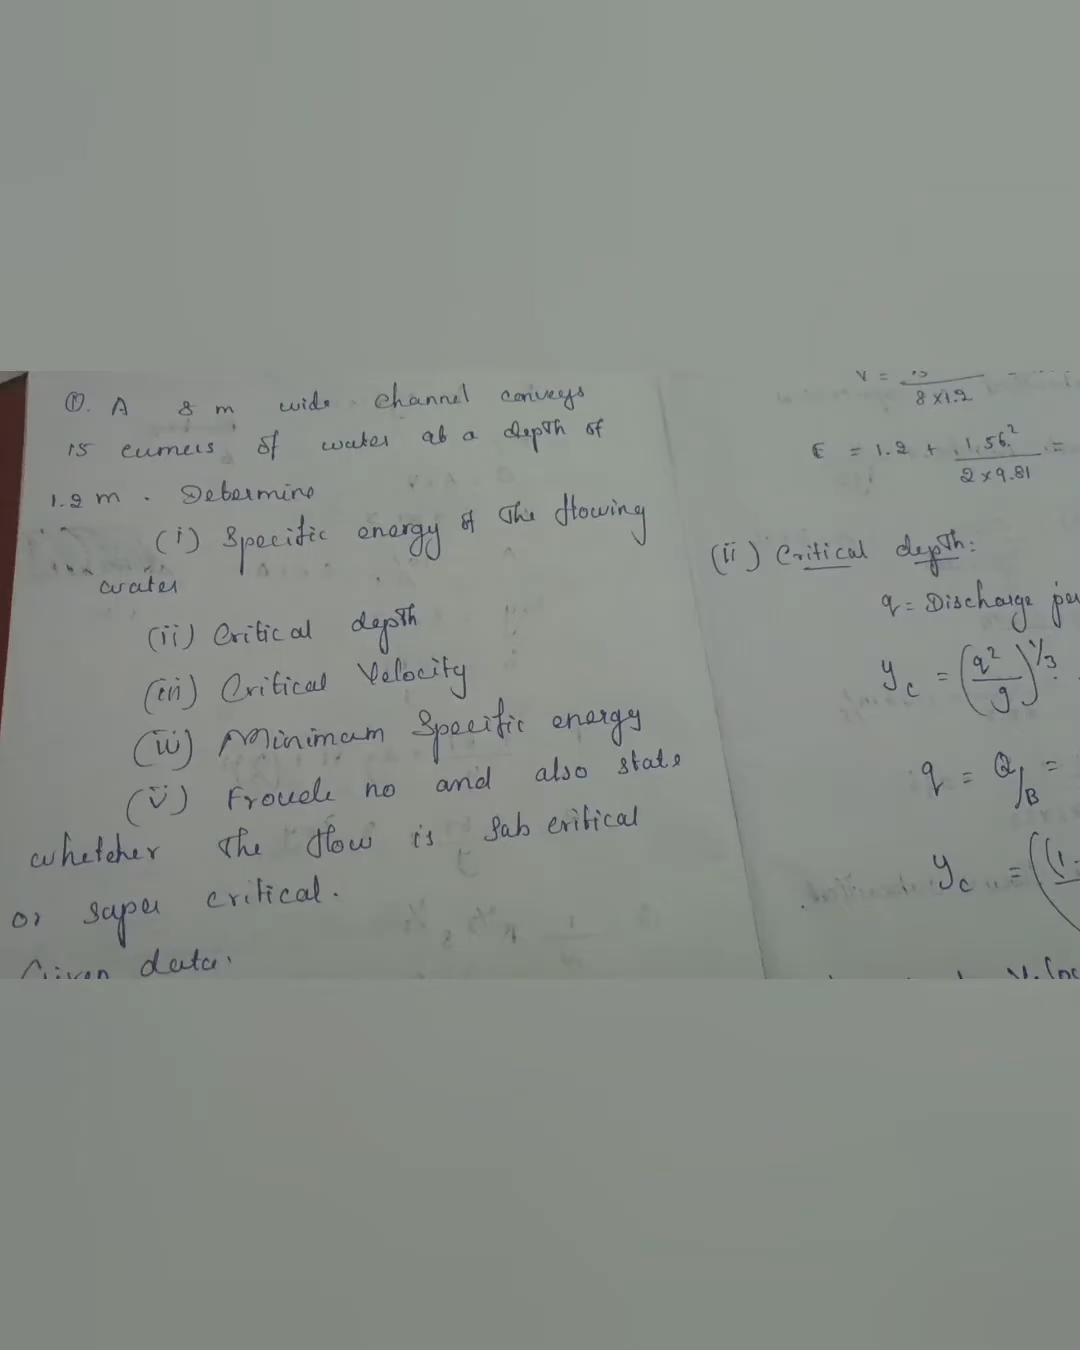 ①. A 8 m wide channel conveys
15 cumecs of water at a depth of
1.2 m. Determine
(i) Specific energy of the flowing
water
(ii) Critical depth
(iii) Critical Velocity
(iv) Minimum Specific energy
(v) Froude no and also state
whether the flow is sub critical
or super critical.
Given data:
V =
8×1.2
E = 1.2 + 1.56² / 2×9.81 =
(ii) Critical depth:
q = Discharge per
y_c = (q²/g)^1/3
q = Q/B =
y_c = ((1.